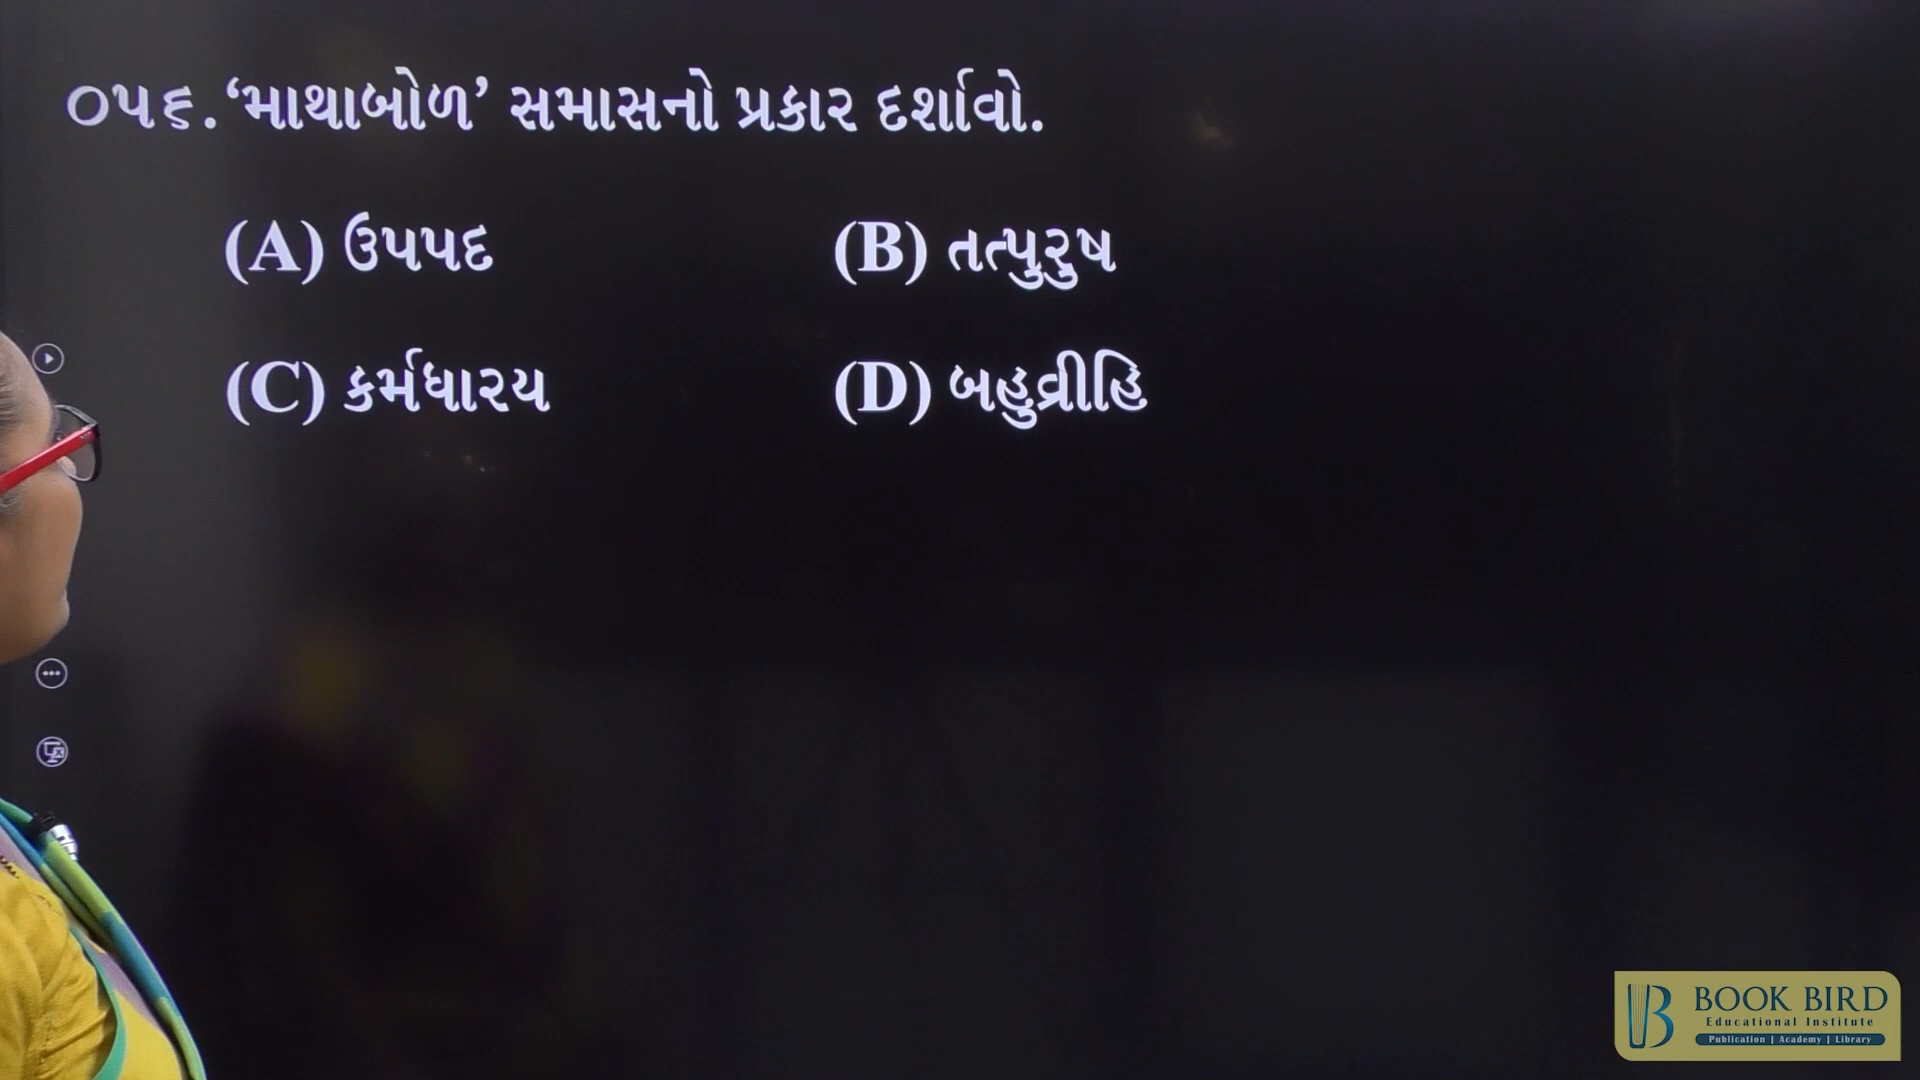 ૦૫૬. ‘માથાબોળ’ સમાસનો પ્રકાર દર્શાવો.
(A) ઉપપદ
(B) તત્પુરુષ
(C) કર્મધારય
(D) બહુવ્રીહિ
BOOK BIRD
Educational Institute
Publication | Academy | Library